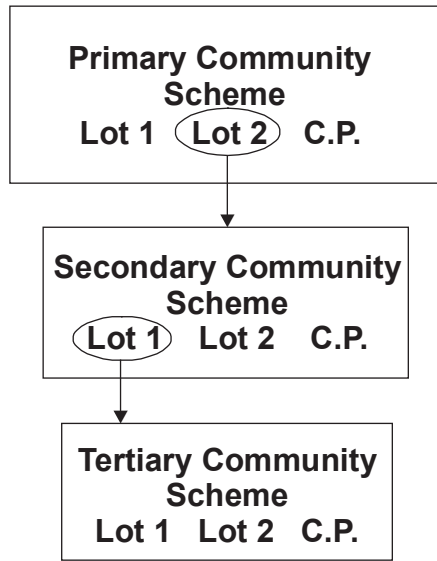 Primary Community
Scheme
Lot 1 Lot 2 C.P.
Secondary Community
Scheme
Lot 1 Lot 2 C.P.
Tertiary Community
Scheme
Lot 1 Lot 2 C.P.